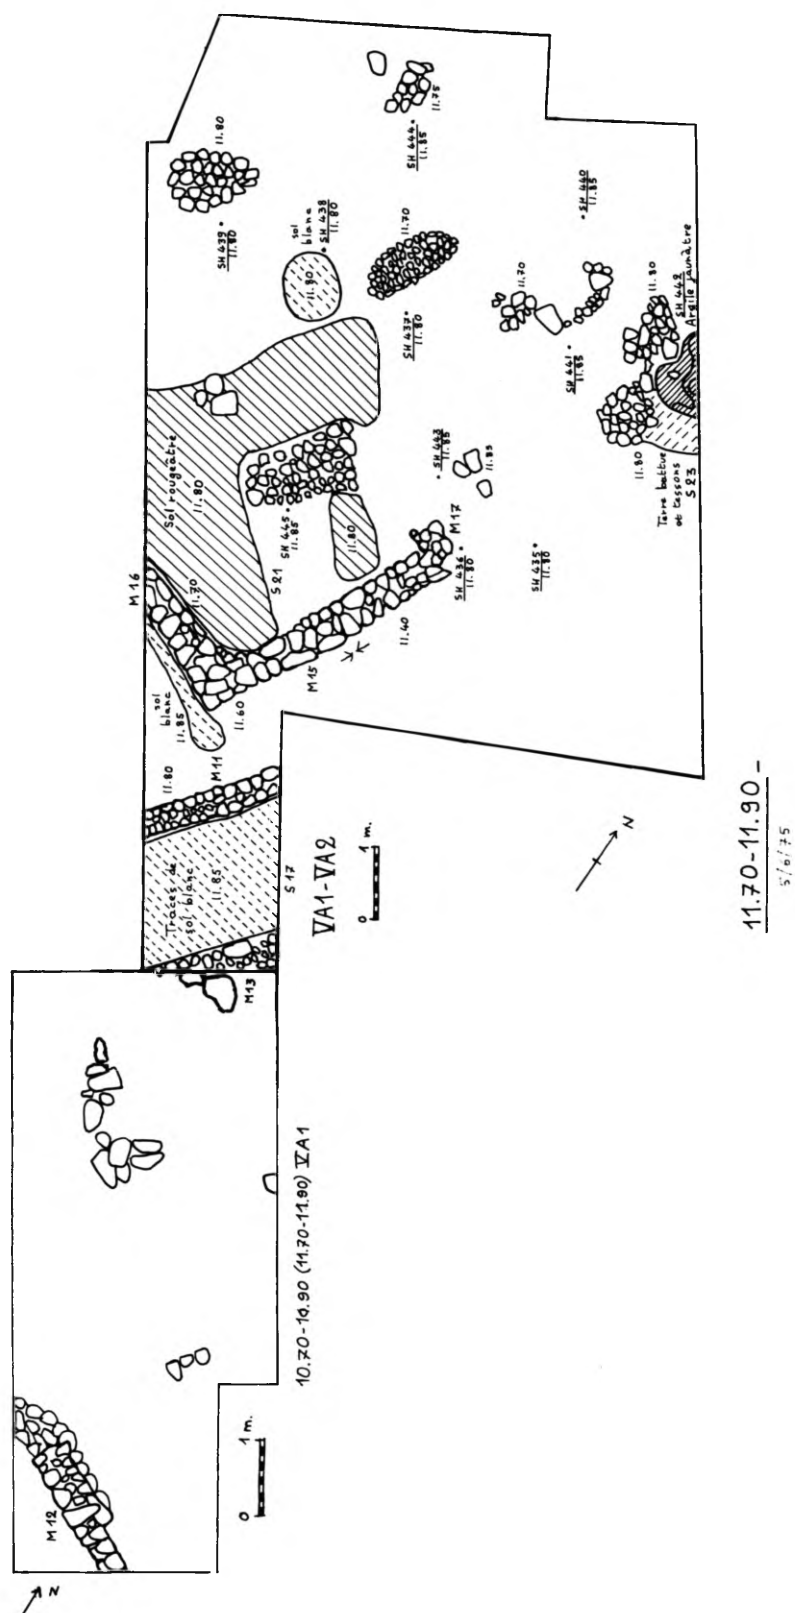 11.80
SH 439
11.80
11.75
SH 444
11.85
sol
blanc
SH 438
11.80
11.80
11.70
SH 437
11.80
SH 440
11.85
11.70
SH 441
11.85
11.80
SH 442
Argile jaunâtre
11.80
Terre battue
et tessons
S 23
Sol rougeâtre
11.80
SH 445
11.85
11.80
S 21
SH 443
11.85
11.85
M 17
SH 436
11.80
SH 435
11.80
M 16
11.70
M 15
11.40
11.60
sol
blanc
11.85
M 11
11.80
Traces de
sol blanc
11.85
S 17
M 13
VA1-VA2
0 1 m.
N
11.70-11.90-
5/6/75
10.70-10.90 (11.70-11.90) VA1
0 1 m.
M 12
N